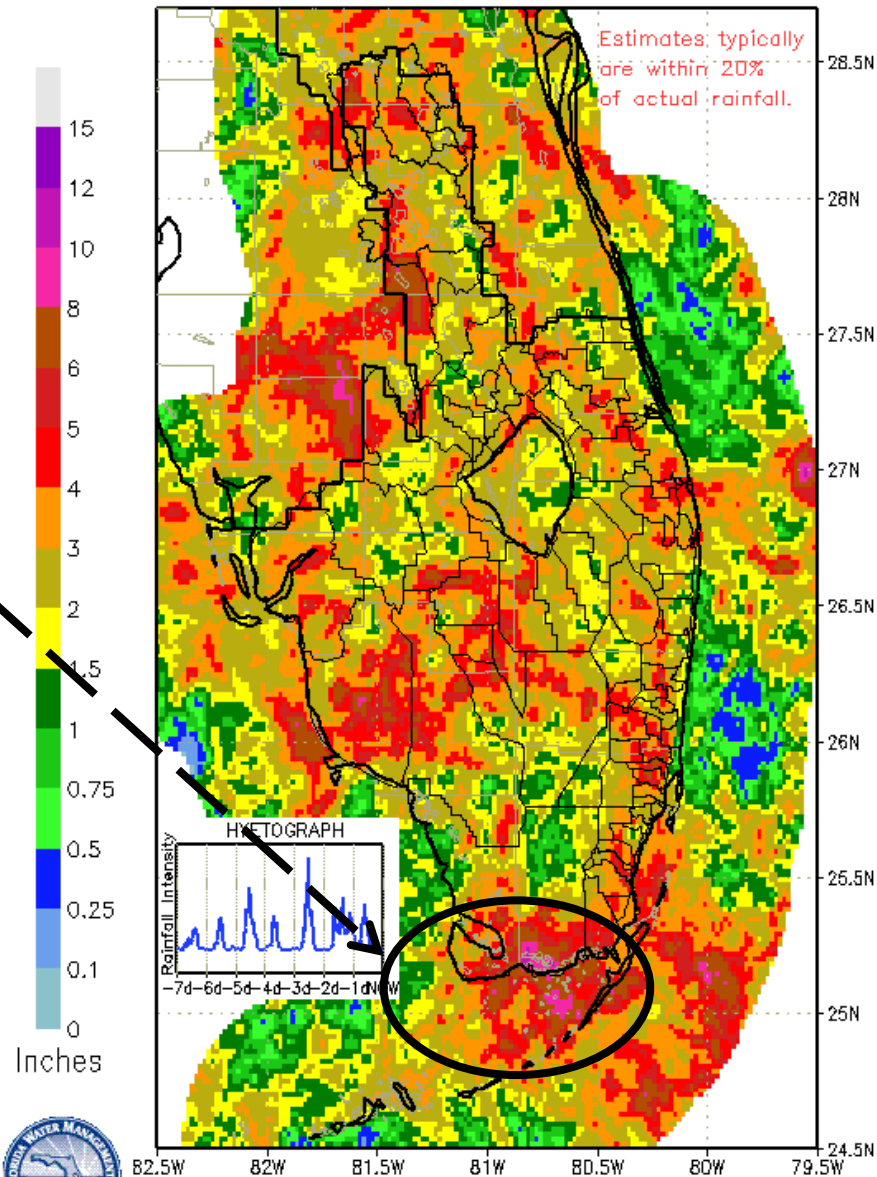 Estimates typically
are within 20%
of actual rainfall.
15
12
10
8
6
5
4
3
2
1.5
1
0.75
0.5
0.25
0.1
0
Inches
28.5N
28N
27.5N
27N
26.5N
26N
25.5N
25N
24.5N
HYETOGRAPH
Rainfall Intensity
-7d-6d-5d-4d-3d-2d-1dNOW
82.5W 82W 81.5W 81W 80.5W 80W 79.5W
WATER MANAGEMENT